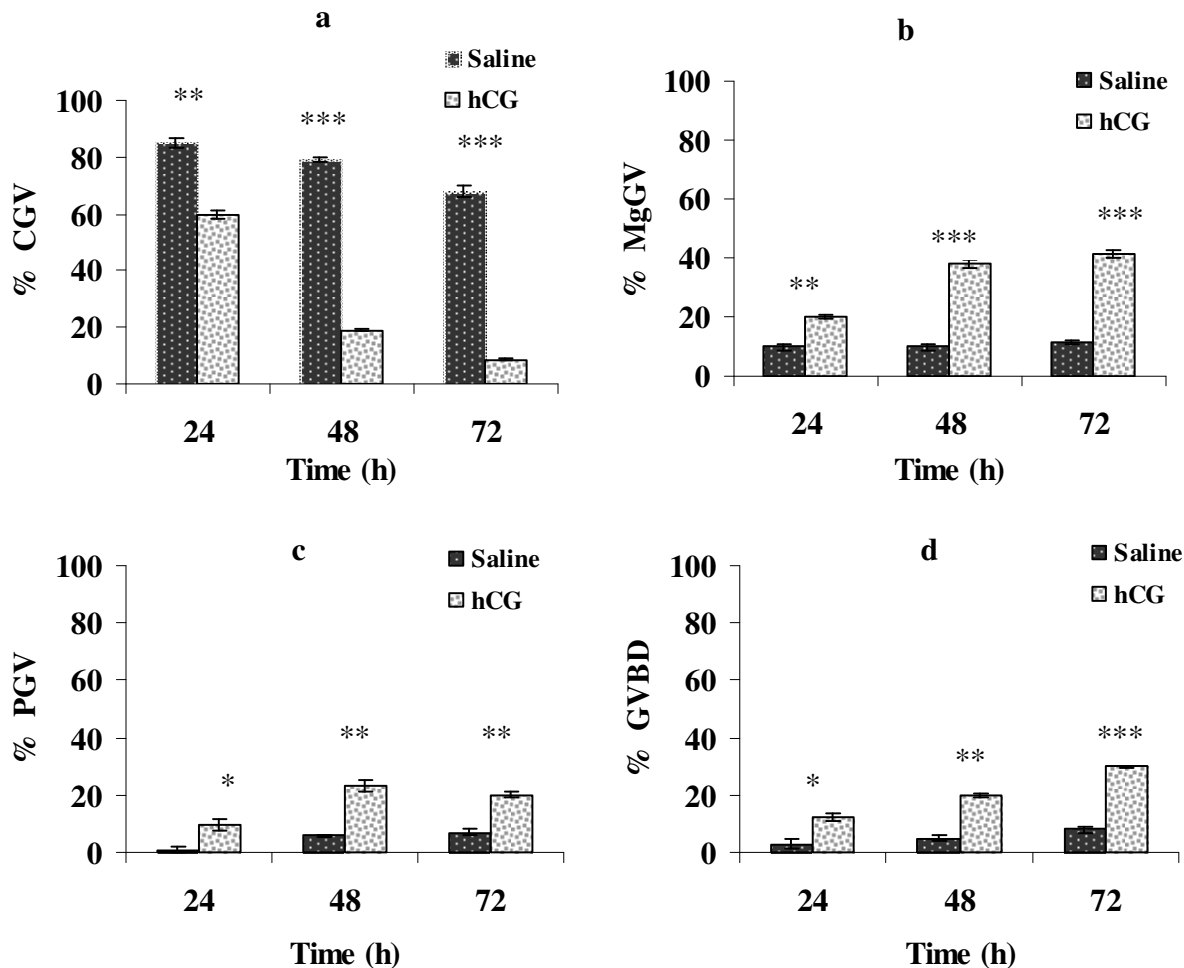 a
Saline
hCG
100
80
60
40
20
0
% CGV
**
***
***
24 48 72
Time (h)
b
Saline
hCG
100
80
60
40
20
0
% MgGV
**
***
***
24 48 72
Time (h)
c
Saline
hCG
100
80
60
40
20
0
% PGV
*
**
**
24 48 72
Time (h)
d
Saline
hCG
100
80
60
40
20
0
% GVBD
*
**
***
24 48 72
Time (h)